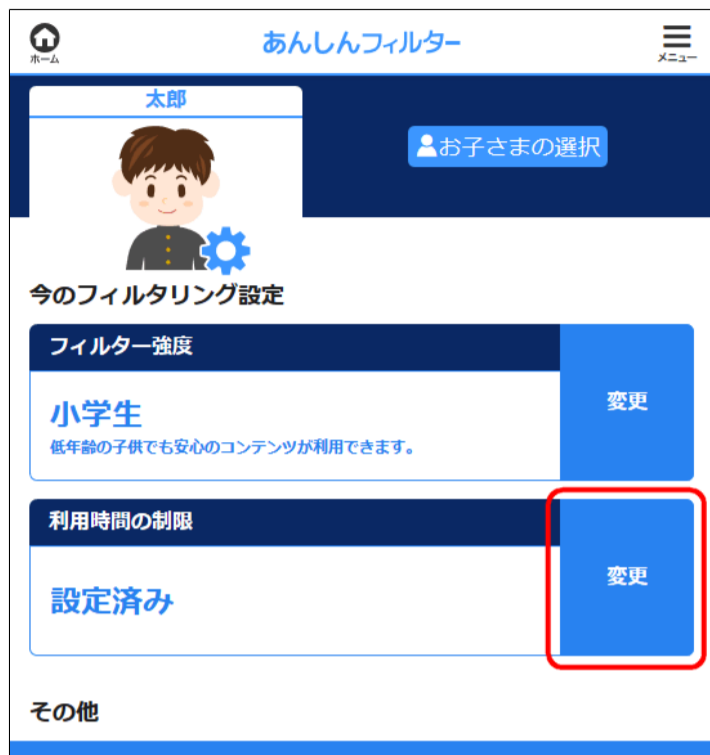 あんしんフィルター
ホーム
メニュー
太郎
お子さまの選択
今のフィルタリング設定
フィルター強度
小学生
低年齢の子供でも安心のコンテンツが利用できます。
変更
利用時間の制限
設定済み
変更
その他